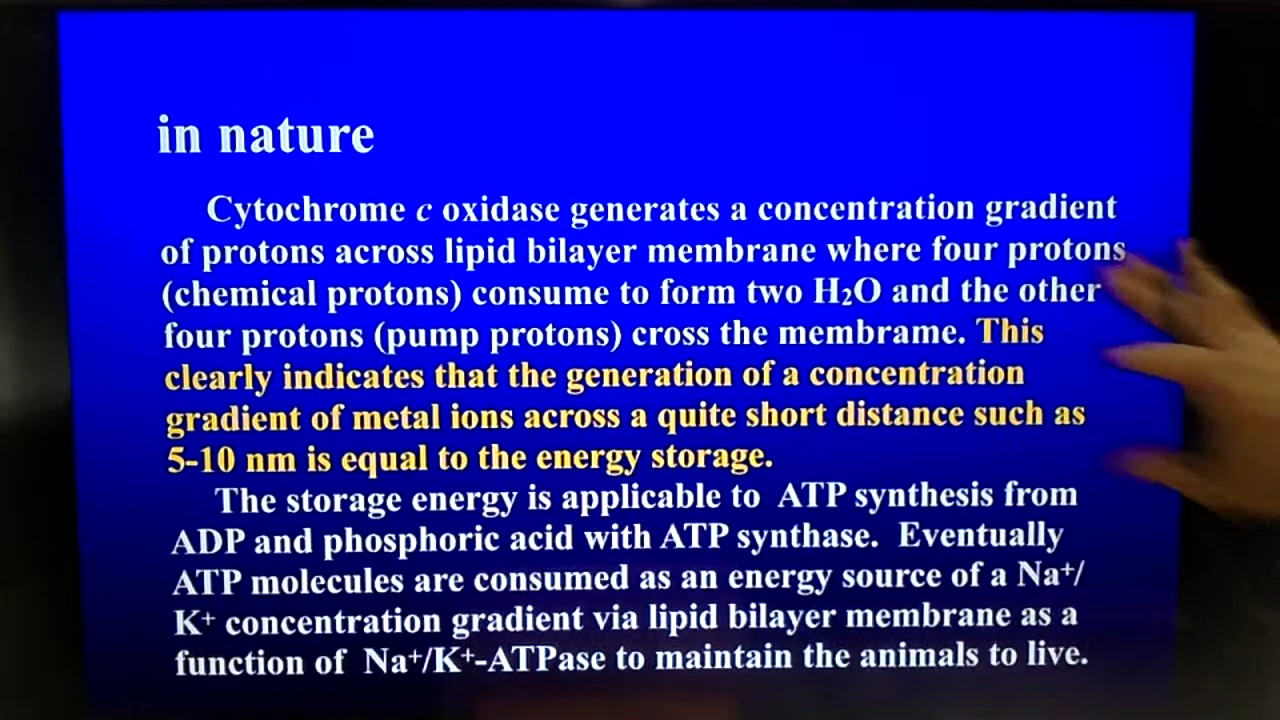 in nature
Cytochrome c oxidase generates a concentration gradient
of protons across lipid bilayer membrane where four protons
(chemical protons) consume to form two H₂O and the other
four protons (pump protons) cross the membrame. This
clearly indicates that the generation of a concentration
gradient of metal ions across a quite short distance such as
5-10 nm is equal to the energy storage.
The storage energy is applicable to ATP synthesis from
ADP and phosphoric acid with ATP synthase. Eventually
ATP molecules are consumed as an energy source of a Na⁺/
K⁺ concentration gradient via lipid bilayer membrane as a
function of Na⁺/K⁺-ATPase to maintain the animals to live.